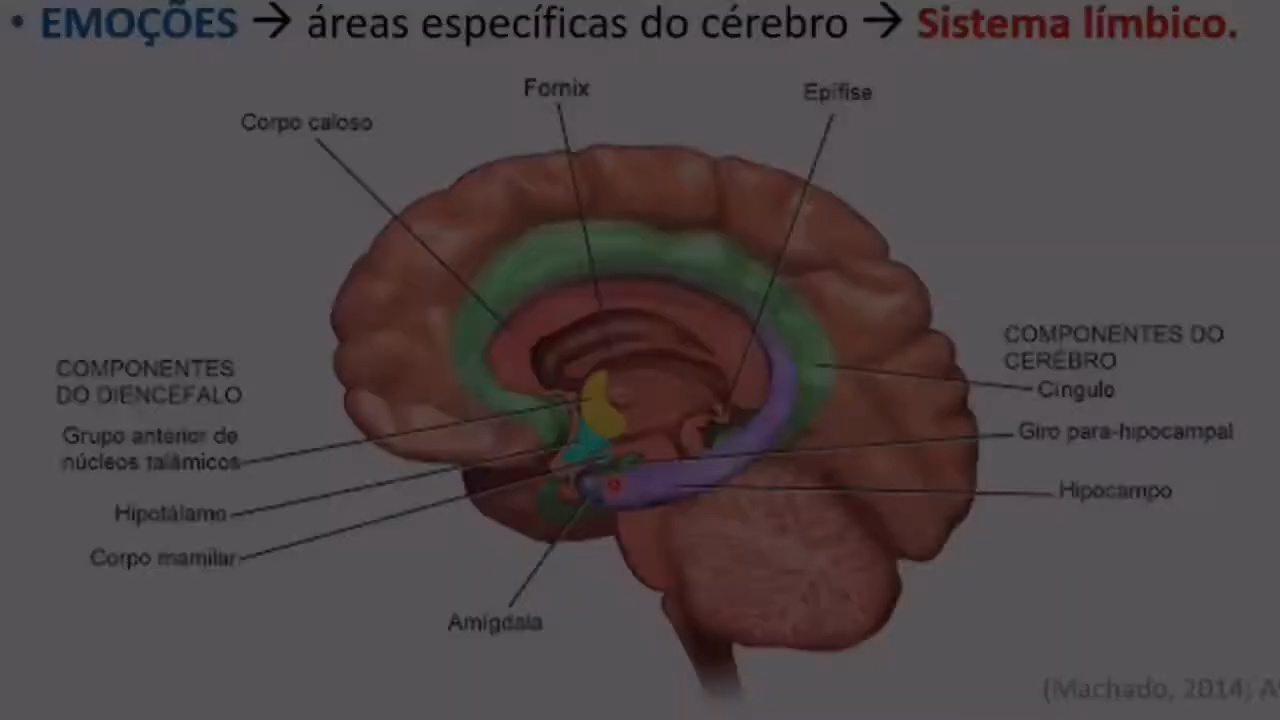 • EMOÇÕES → áreas específicas do cérebro → Sistema límbico.
Fornix
Epífise
Corpo caloso
COMPONENTES
DO DIENCÉFALO
Grupo anterior de
núcleos talâmicos
Hipotálamo
Corpo mamilar
Amígdala
COMPONENTES DO
CERÉBRO
Cíngulo
Giro para-hipocampal
Hipocampo
(Machado, 2014; A